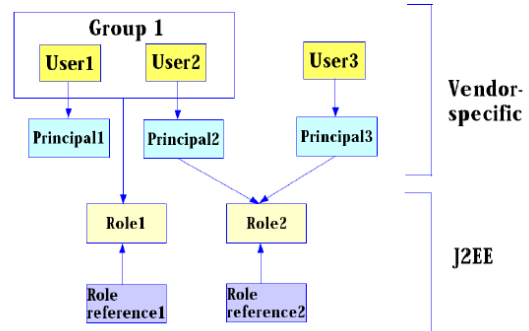 Group 1
User1
User2
User3
Vendor-
specific
Principal1
Principal2
Principal3
Role1
Role2
J2EE
Role
reference1
Role
reference2